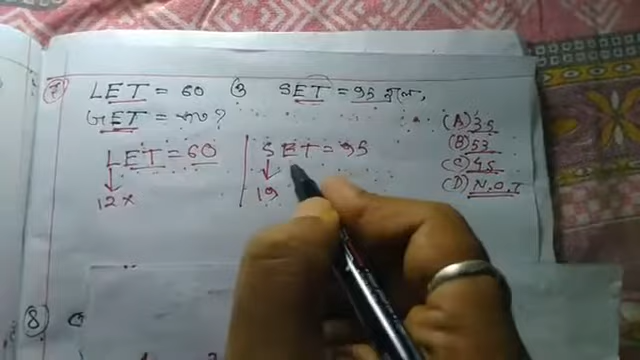 7 LET = 60 ও SET = 95 হলে,
GET = কত?
LET = 60
SET = 95
12×
19
(A) 35
(B) 53
(C) 45
(D) N.O.T
8